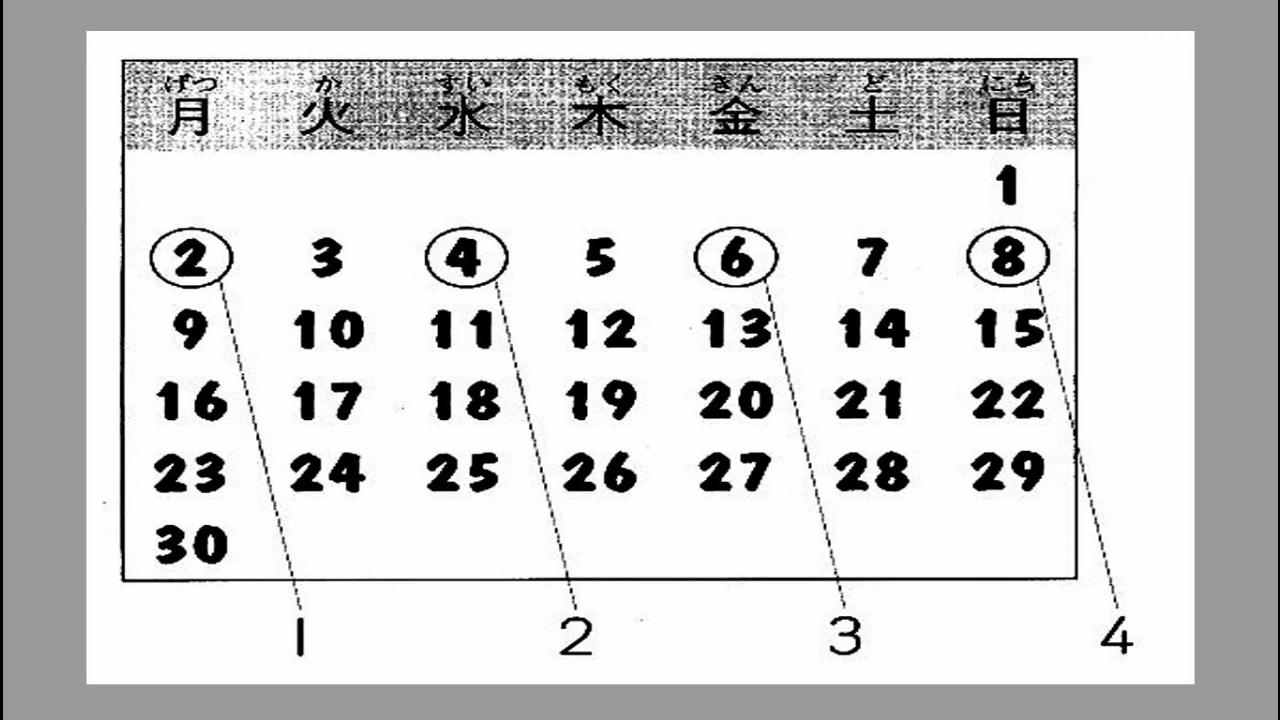 げつ か すい もく きん ど にち
月 火 水 木 金 土 日
1
2 3 4 5 6 7 8
9 10 11 12 13 14 15
16 17 18 19 20 21 22
23 24 25 26 27 28 29
30
1 2 3 4